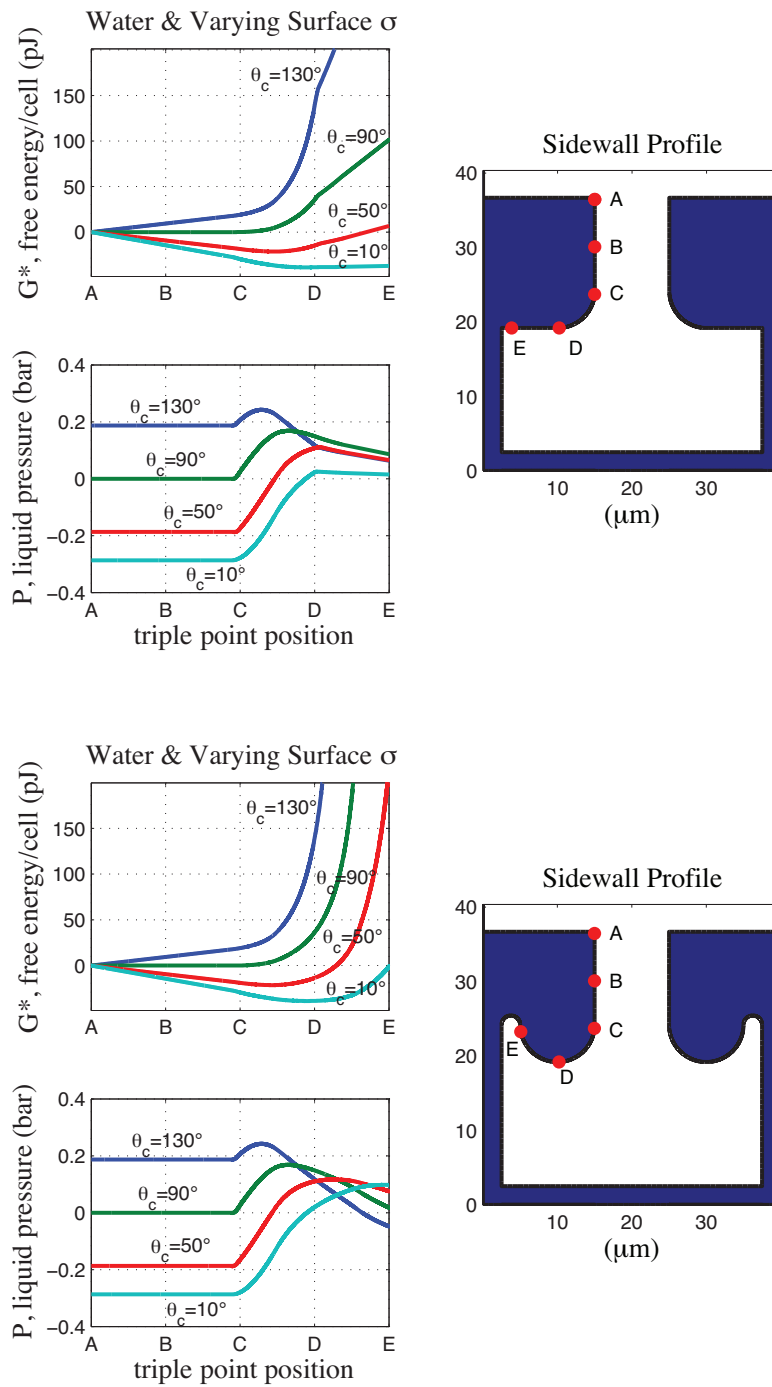 Water & Varying Surface σ
G*, free energy/cell (pJ)
150
100
50
0
θc=130°
θc=90°
θc=50°
θc=10°
A B C D E
P, liquid pressure (bar)
0.4
0.2
0
−0.2
−0.4
θc=130°
θc=90°
θc=50°
θc=10°
A B C D E
triple point position
Sidewall Profile
40
30
20
10
0
A
B
C
E D
10 30
(μm)
Water & Varying Surface σ
G*, free energy/cell (pJ)
150
100
50
0
θc=130°
θc=90°
θc=50°
θc=10°
A B C D E
P, liquid pressure (bar)
0.4
0.2
0
−0.2
−0.4
θc=130°
θc=90°
θc=50°
θc=10°
A B C D E
triple point position
Sidewall Profile
40
30
20
10
0
A
B
C
E
D
10 30
(μm)